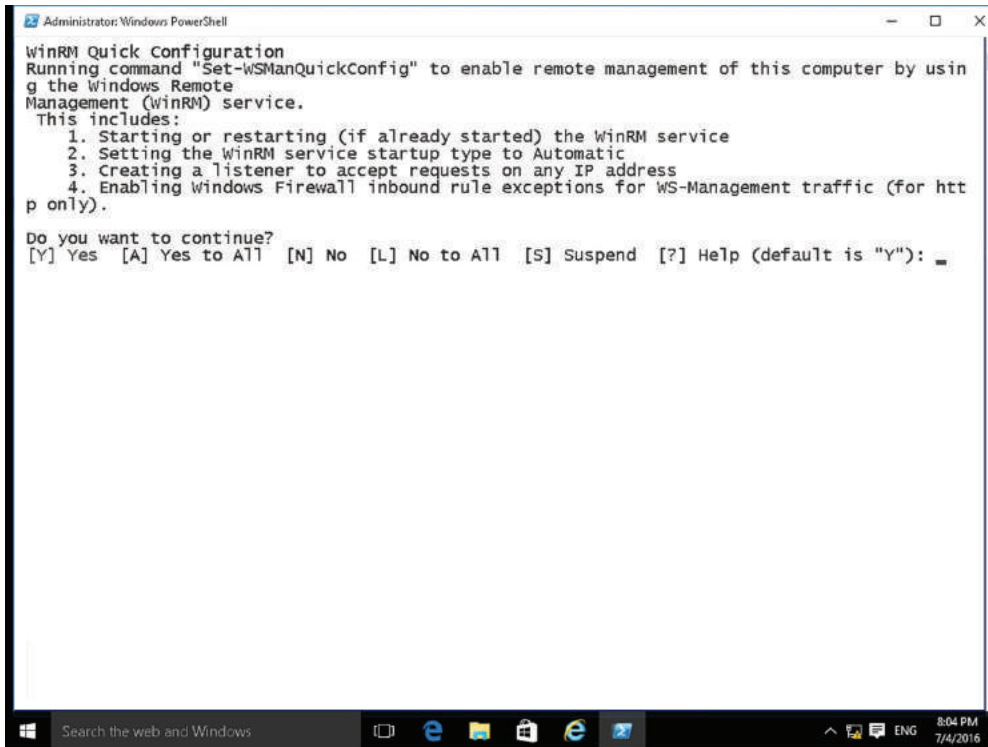 Administrator: Windows PowerShell
WinRM Quick Configuration
Running command "Set-WSManQuickConfig" to enable remote management of this computer by usin
g the Windows Remote
Management (WinRM) service.
This includes:
1. Starting or restarting (if already started) the WinRM service
2. Setting the WinRM service startup type to Automatic
3. Creating a listener to accept requests on any IP address
4. Enabling Windows Firewall inbound rule exceptions for WS-Management traffic (for htt
p only).
Do you want to continue?
[Y] Yes [A] Yes to All [N] No [L] No to All [S] Suspend [?] Help (default is "Y"): _
Search the web and Windows
ENG
8:04 PM
7/4/2016